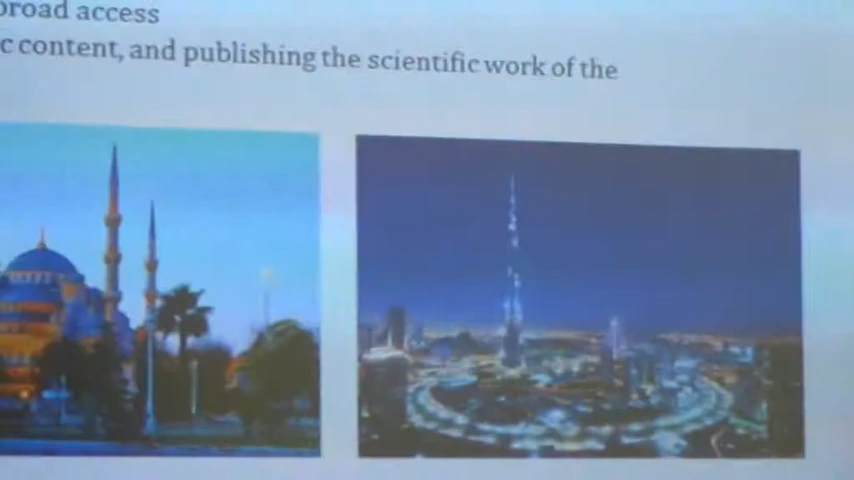 broad access
c content, and publishing the scientific work of the